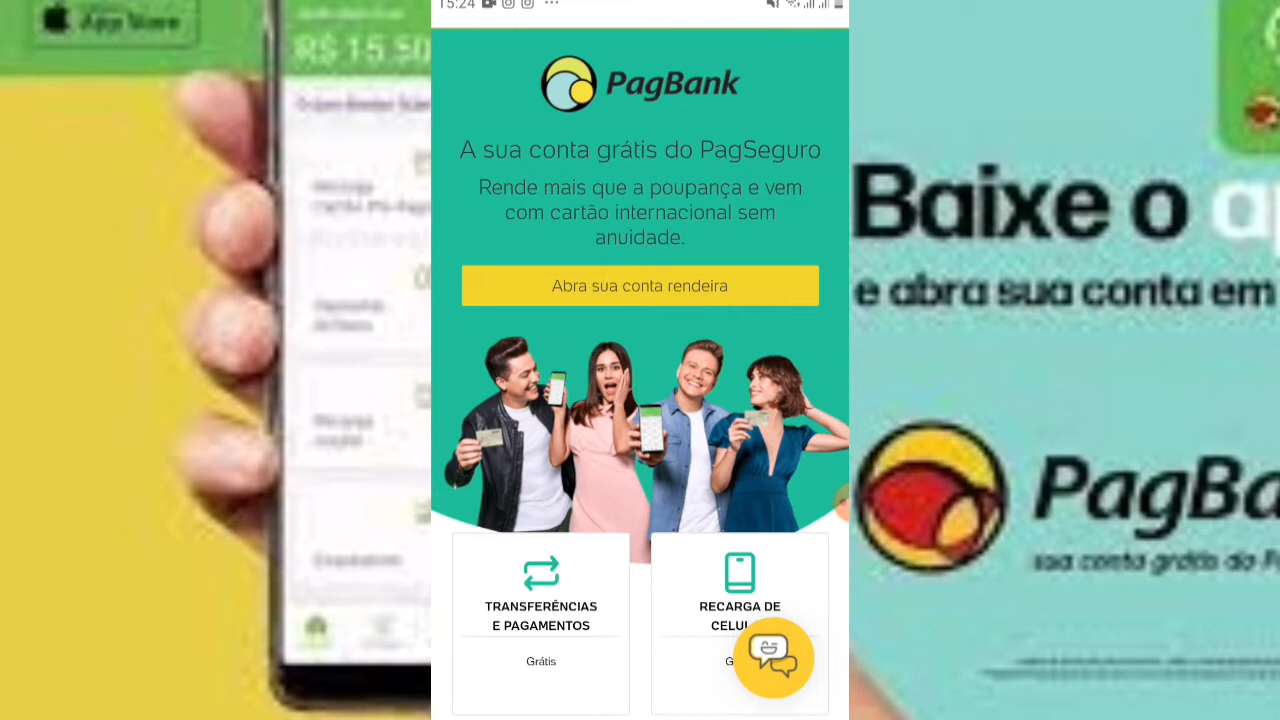 App Store
R$ 15.50
15:24
PagBank
A sua conta grátis do PagSeguro
Rende mais que a poupança e vem
com cartão internacional sem
anuidade.
Abra sua conta rendeira
TRANSFERÊNCIAS
E PAGAMENTOS
Grátis
RECARGA DE
CELUL
G
Baixe o ap
e abra sua conta em
PagBa
sua conta grátis do P